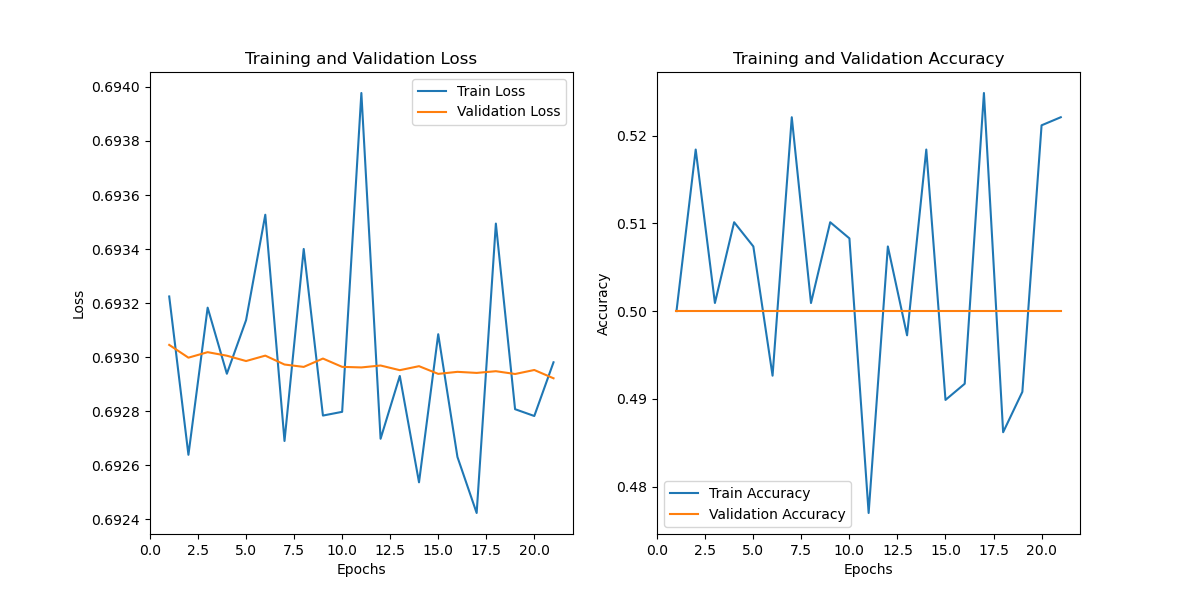 Training and Validation Loss
0.6940
0.6938
0.6936
0.6934
0.6932
0.6930
0.6928
0.6926
0.6924
Loss
0.0 2.5 5.0 7.5 10.0 12.5 15.0 17.5 20.0
Epochs
Train Loss
Validation Loss
Training and Validation Accuracy
0.52
0.51
0.50
0.49
0.48
Accuracy
0.0 2.5 5.0 7.5 10.0 12.5 15.0 17.5 20.0
Epochs
Train Accuracy
Validation Accuracy